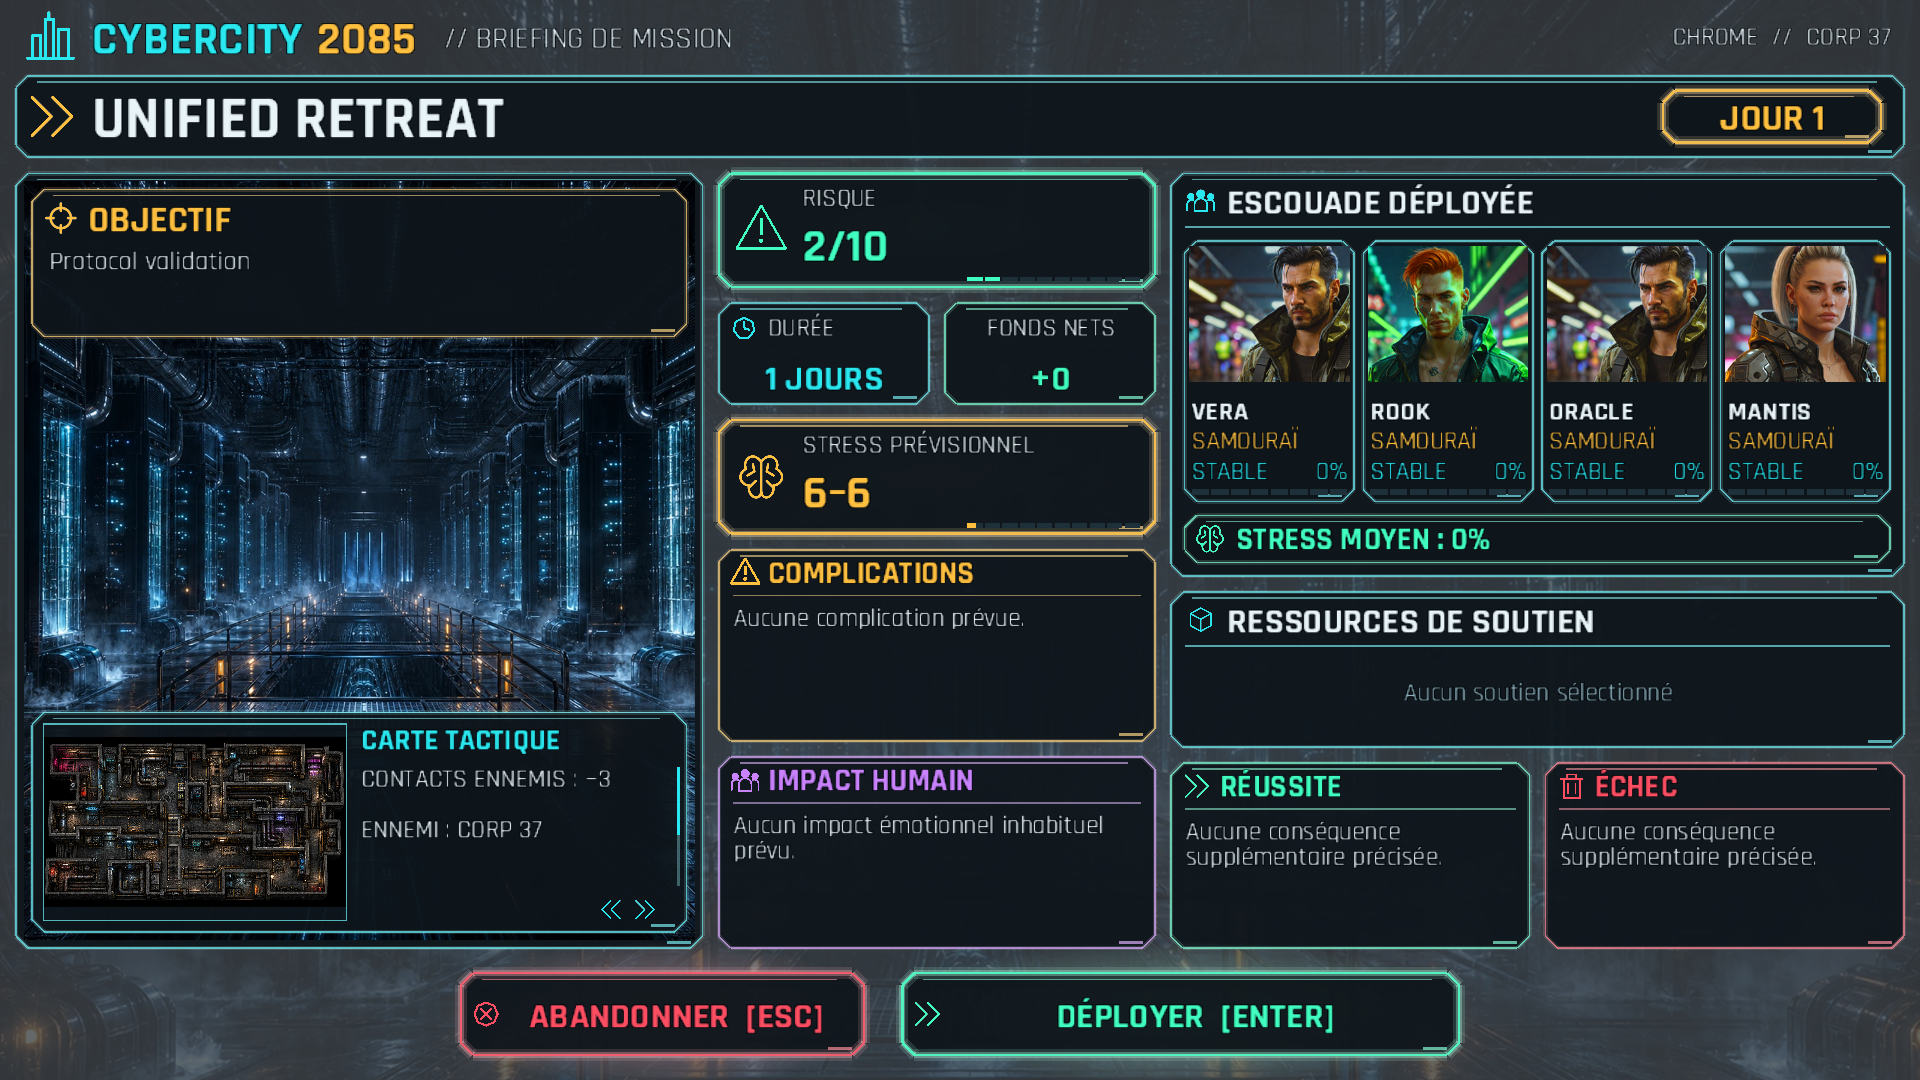 CYBERCITY 2085 // BRIEFING DE MISSION
CHROME // CORP 37
UNIFIED RETREAT
JOUR 1
OBJECTIF
Protocol validation
CARTE TACTIQUE
CONTACTS ENNEMIS : ~3
ENNEMI : CORP 37
RISQUE
2/10
DURÉE
1 JOURS
FONDS NETS
+0
STRESS PRÉVISIONNEL
6-6
COMPLICATIONS
Aucune complication prévue.
IMPACT HUMAIN
Aucun impact émotionnel inhabituel
prévu.
ESCOUADE DÉPLOYÉE
VERA
SAMOURAÏ
STABLE 0%
ROOK
SAMOURAÏ
STABLE 0%
ORACLE
SAMOURAÏ
STABLE 0%
MANTIS
SAMOURAÏ
STABLE 0%
STRESS MOYEN : 0%
RESSOURCES DE SOUTIEN
Aucun soutien sélectionné
RÉUSSITE
Aucune conséquence
supplémentaire précisée.
ÉCHEC
Aucune conséquence
supplémentaire précisée.
ABANDONNER [ESC]
DÉPLOYER [ENTER]